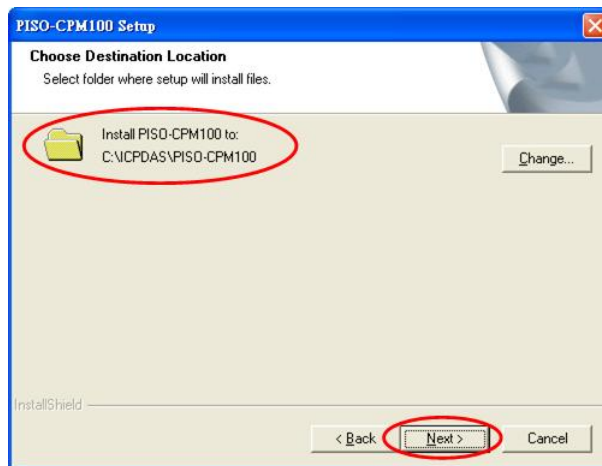 PISO-CPM100 Setup
Choose Destination Location
Select folder where setup will install files.
Install PISO-CPM100 to:
C:\ICPDAS\PISO-CPM100
Change...
InstallShield
< Back
Next >
Cancel